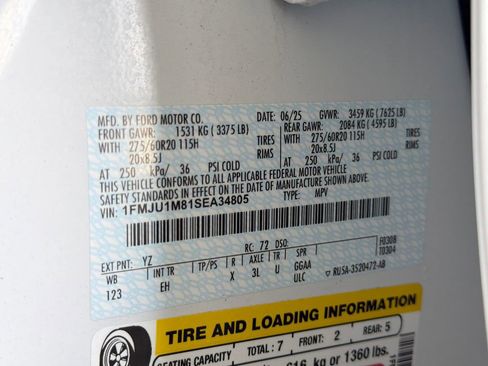 MFD. BY FORD MOTOR CO. DATE: 06/25 GVWR: 3459 KG (7625 LB)
FRONT GAWR: 1531 KG (3375 LB) REAR GAWR: 2084 KG (4595 LB)
WITH 275/60R20 115H TIRES WITH 275/60R20 115H TIRES
20x8.5J RIMS 20x8.5J RIMS
AT 250 kPa/ 36 PSI COLD AT 250 kPa/ 36 PSI COLD
THIS VEHICLE CONFORMS TO ALL APPLICABLE FEDERAL MOTOR VEHICLE
SAFETY STANDARDS IN EFFECT ON THE DATE OF MANUFACTURE SHOWN ABOVE.
VIN: 1FMJU1M81SEA34805 TYPE: MPV
EXT PNT: YZ RC: 72 DSO: F0308
WB INT TR TP/PS R AXLE TR SPR T0304
123 EH X 3L U GGAA
ULC ▽ RUSA-3520472-AB
TIRE AND LOADING INFORMATION
SEATING CAPACITY TOTAL: 7 FRONT: 2 REAR: 5
616 kg or 1360 lbs.